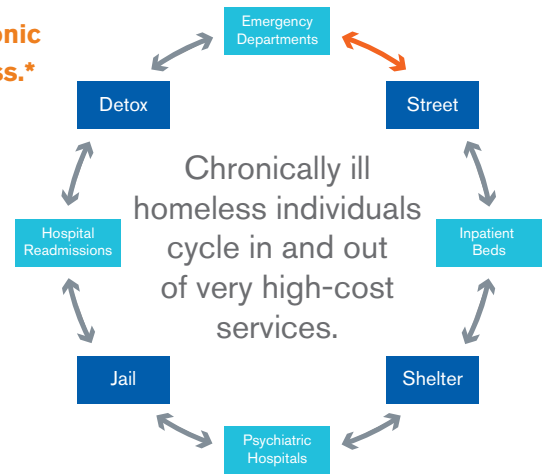 onic
ss.*
Emergency
Departments
Detox
Street
Chronically ill
homeless individuals
cycle in and out
of very high-cost
services.
Hospital
Readmissions
Inpatient
Beds
Jail
Shelter
Psychiatric
Hospitals